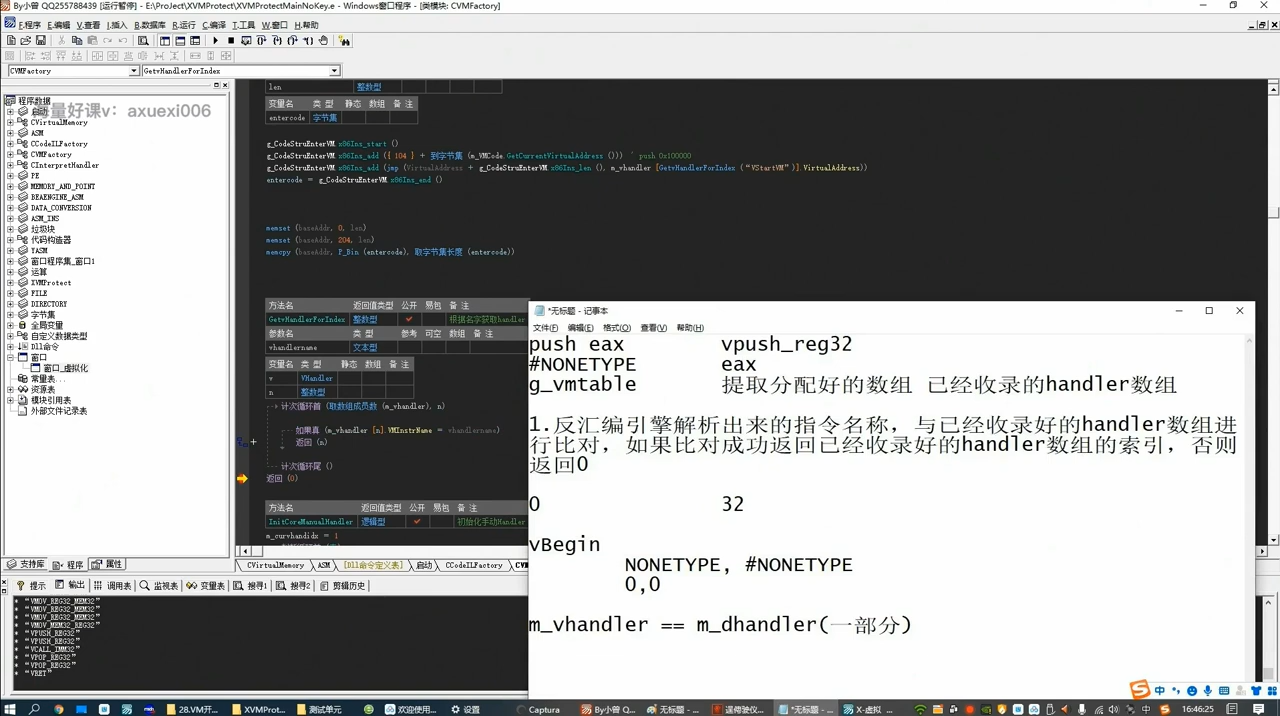 By小曾 QQ255788439 [运行暂停] - E:\ProJect\XVMProtect\XVMProtectMainNoKey.e - Windows窗口程序 - [类模块: CVMFactory]
F.程序 E.编辑 V.查看 I.插入 B.数据库 R.运行 C.编译 T.工具 W.窗口 H.帮助
CVMFactory GetvHandlerForIndex
程序数据
量好课v: axuexi006
CVirtualMemory
ASM
CCodeILFactory
CVMFactory
CInterpretHandler
PE
MEMORY_AND_POINT
BEAENGINE_ASM
DATA_CONVERSION
ASM_INS
垃圾块
代码构造器
YASM
窗口程序集_窗口1
运算
XVMProtect
FILE
DIRECTORY
字节集
全局变量
自定义数据类型
Dll命令
窗口
窗口_虚拟化
常量表...
资源表
模块引用表
外部文件记录表
支持库 程序 属性
len 整数型
变量名 类 型 静态 数组 备 注
entercode 字节集
g_CodeStruEnterVM.x86Ins_start ()
g_CodeStruEnterVM.x86Ins_add ({ 104 } + 到字节集 (m_VMCode.GetCurrentVirtualAddress ())) ' push 0x100000
g_CodeStruEnterVM.x86Ins_add (jmp (VirtualAddress + g_CodeStruEnterVM.x86Ins_len (), m_vhandler [GetvHandlerForIndex (“VStartVM”)].VirtualAddress))
entercode = g_CodeStruEnterVM.x86Ins_end ()
memset (baseAddr, 0, len)
memset (baseAddr, 204, len)
memcpy (baseAddr, P_Bin (entercode), 取字节集长度 (entercode))
方法名 返回值类型 公开 易包 备 注
GetvHandlerForIndex 整数型 根据名字获取handler
参数名 类 型 参考 可空 数组 备 注
vhandlername 文本型
变量名 类 型 静态 数组 备 注
v VHandler
n 整数型
计次循环首 (取数组成员数 (m_vhandler), n)
如果真 (m_vhandler [n].VMInstrName = vhandlername)
返回 (n)
计次循环尾 ()
返回 (0)
方法名 返回值类型 公开 易包 备 注
InitCoreManualHandler 逻辑型 初始化手动Handler
m_curvhandidx = 1
CVirtualMemory ASM [Dll命令定义表] 启动 CCodeILFactory CVM
提示 输出 调用表 监视表 变量表 搜寻1 搜寻2 剪辑历史
* “VMOV_REG32_MEM32”
* “VMOV_REG32_MEM32”
* “VMOV_REG32”
* “VMOV_MEM32_REG32”
* “VPUSH_REG32”
* “VPUSH_REG32”
* “VCALL_IMM32”
* “VPOP_REG32”
* “VPOP_REG32”
* “VRET”
*无标题 - 记事本
文件(F) 编辑(E) 格式(O) 查看(V) 帮助(H)
push eax vpush_reg32
#NONETYPE eax
g_vmtable 提取分配好的数组 已经收录的handler数组
1.反汇编引擎解析出来的指令名称，与已经收录好的handler数组进
行比对，如果比对成功返回已经收录好的handler数组的索引，否则
返回0
0 32
vBegin
NONETYPE, #NONETYPE
0,0
m_vhandler == m_dhandler(一部分)
28.VM开... XVMProt... 测试单元 欢迎使用... 设置 Captura By小曾 Q... 无标题 - ... *无标题 -... X-虚拟 ... 中 16:46:25